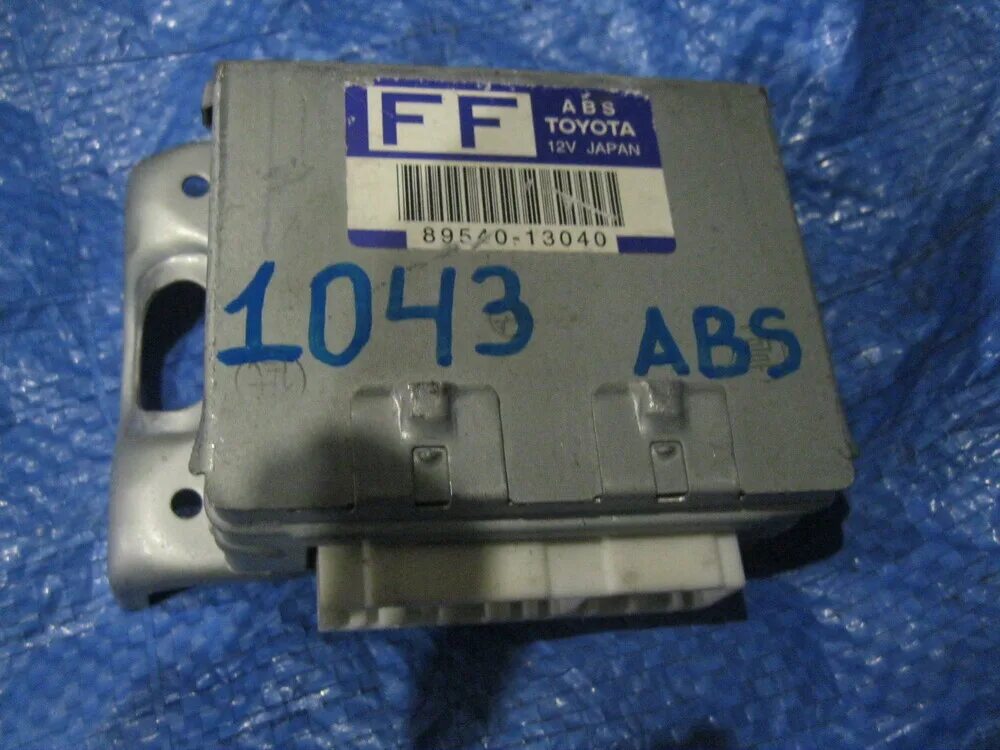 FF
ABS
TOYOTA
12V JAPAN
89540-13040
1043 ABS